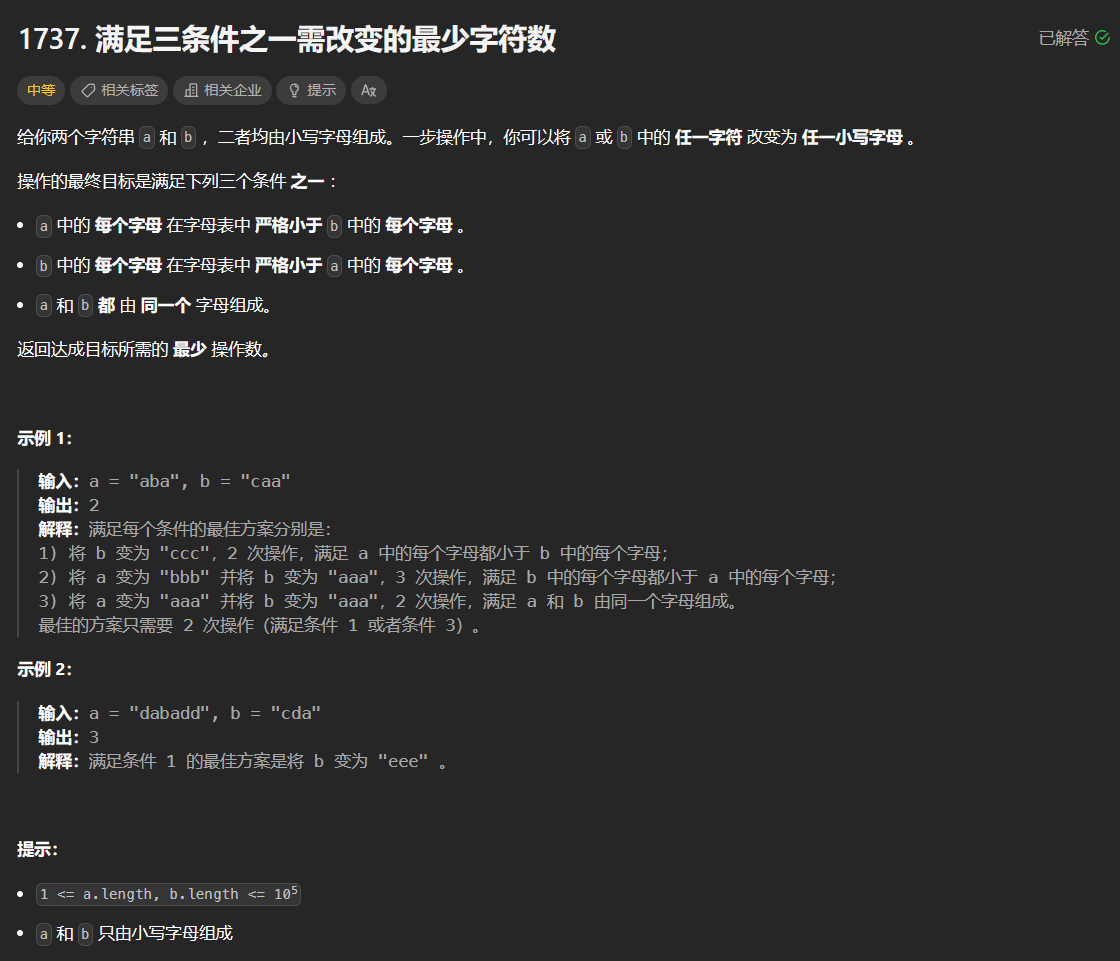 1737. 满足三条件之一需改变的最少字符数
已解答
中等 相关标签 相关企业 提示
给你两个字符串 a 和 b ，二者均由小写字母组成。一步操作中，你可以将 a 或 b 中的 任一字符 改变为 任一小写字母 。
操作的最终目标是满足下列三个条件 之一 ：
• a 中的 每个字母 在字母表中 严格小于 b 中的 每个字母 。
• b 中的 每个字母 在字母表中 严格小于 a 中的 每个字母 。
• a 和 b 都 由 同一个 字母组成。
返回达成目标所需的 最少 操作数。
示例 1：
输入：a = "aba", b = "caa"
输出：2
解释：满足每个条件的最佳方案分别是：
1) 将 b 变为 "ccc"，2 次操作，满足 a 中的每个字母都小于 b 中的每个字母；
2) 将 a 变为 "bbb" 并将 b 变为 "aaa"，3 次操作，满足 b 中的每个字母都小于 a 中的每个字母；
3) 将 a 变为 "aaa" 并将 b 变为 "aaa"，2 次操作，满足 a 和 b 由同一个字母组成。
最佳的方案只需要 2 次操作（满足条件 1 或者条件 3）。
示例 2：
输入：a = "dabadd", b = "cda"
输出：3
解释：满足条件 1 的最佳方案是将 b 变为 "eee" 。
提示：
• 1 <= a.length, b.length <= 10⁵
• a 和 b 只由小写字母组成